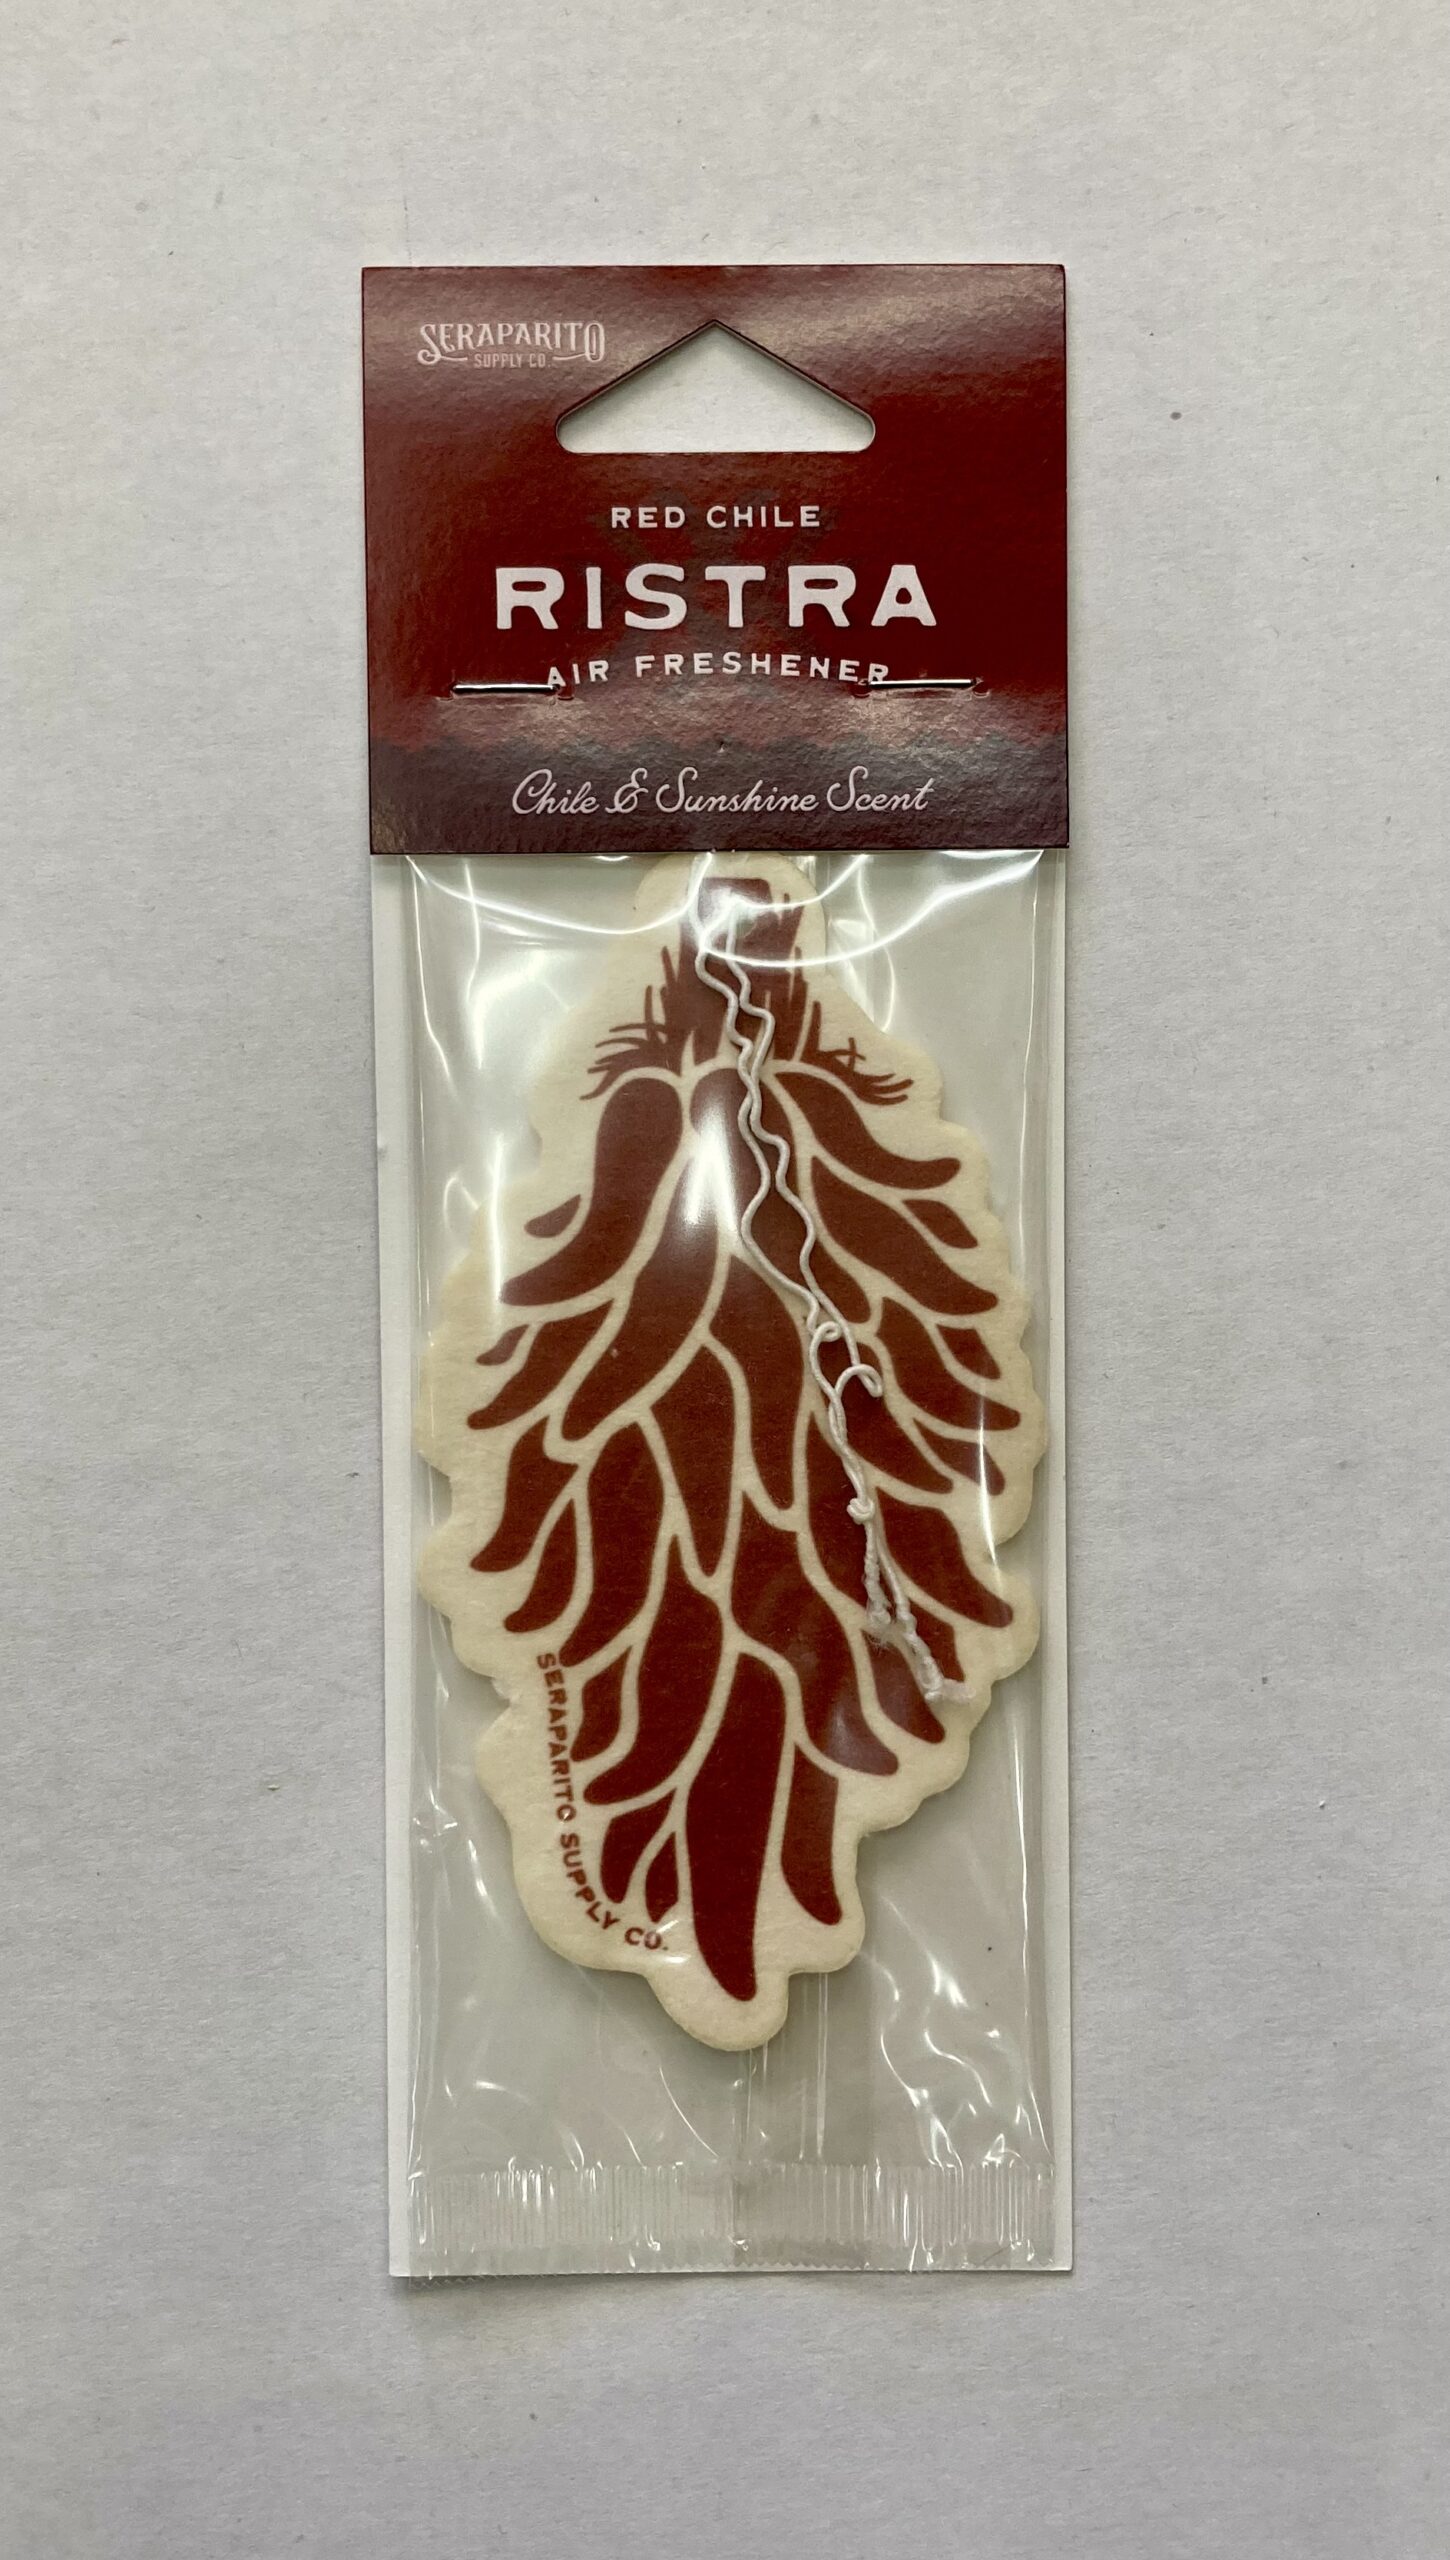 SERAPARITO
SUPPLY CO.
RED CHILE
RISTRA
AIR FRESHENER
Chile & Sunshine Scent
SERAPARITO SUPPLY CO.